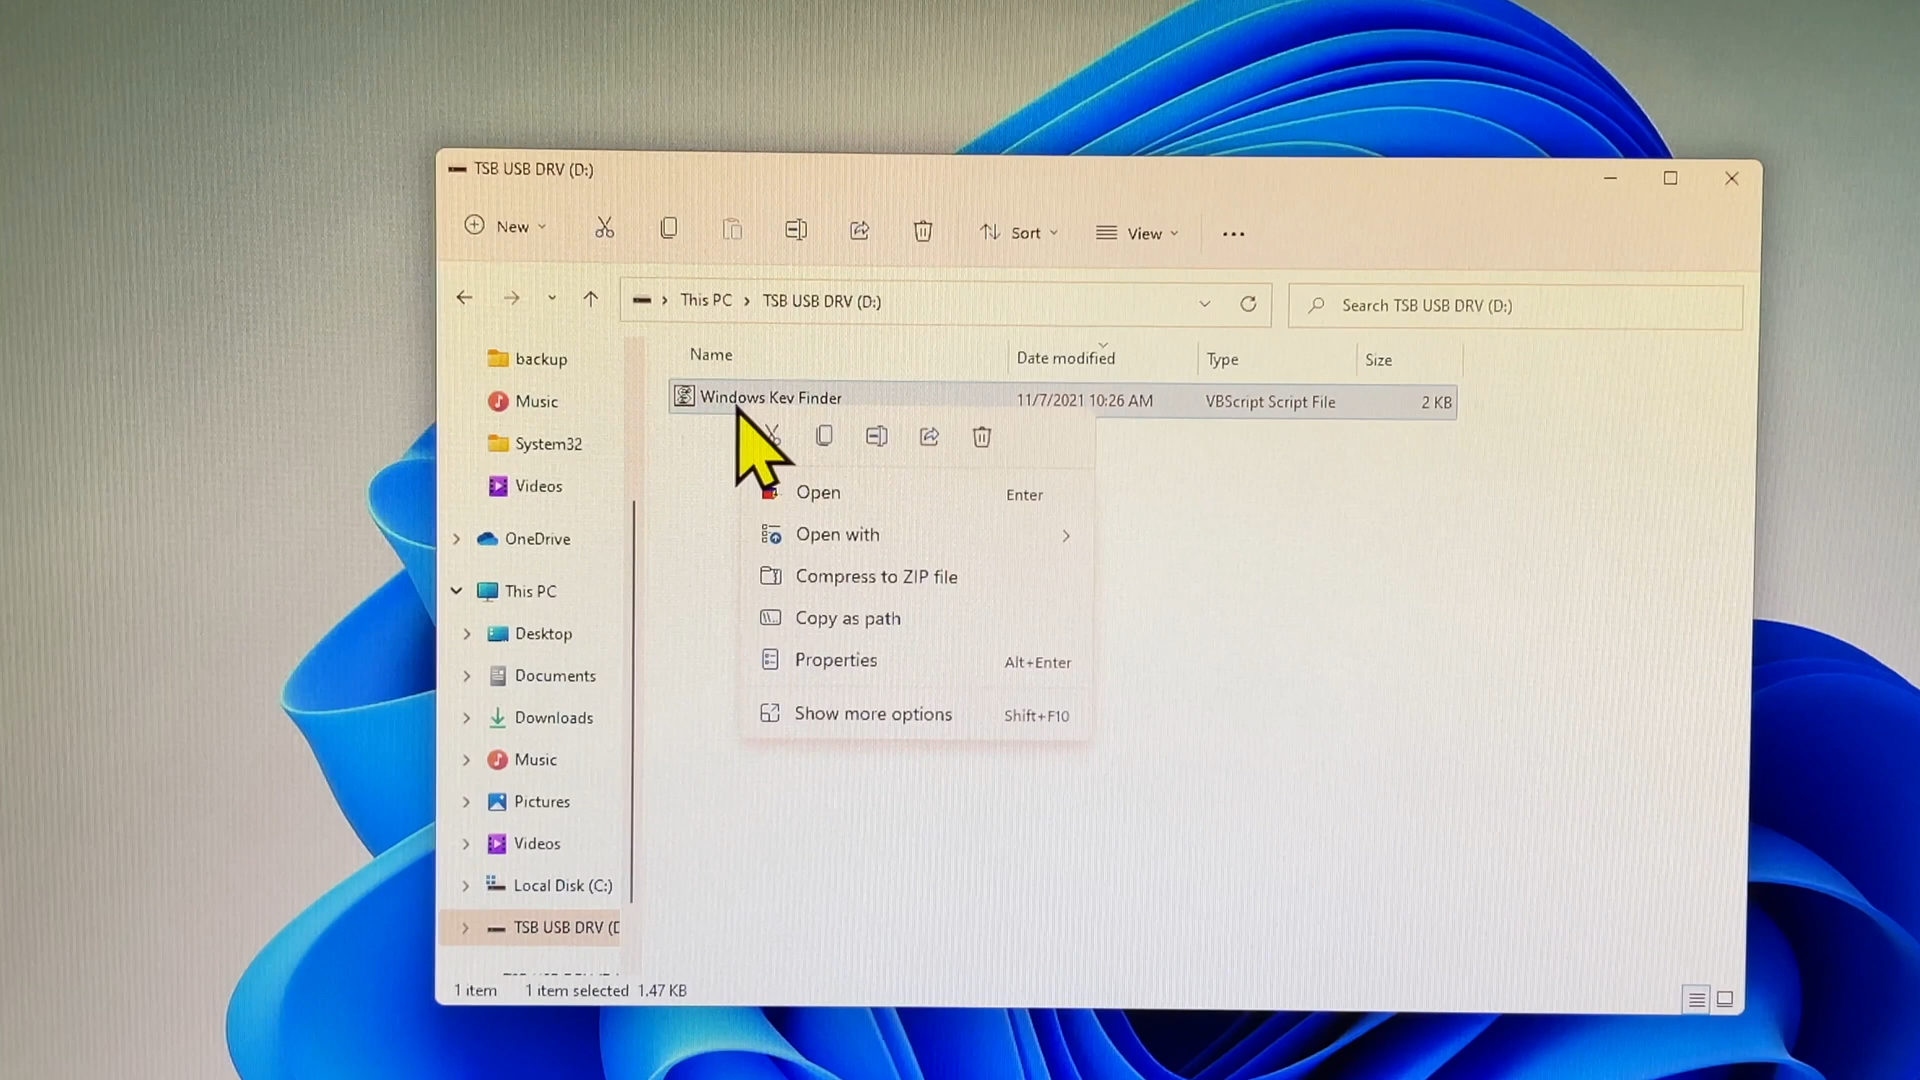 TSB USB DRV (D:)
New
Sort
View
This PC > TSB USB DRV (D:)
Search TSB USB DRV (D:)
Name
Date modified
Type
Size
Windows Key Finder
11/7/2021 10:26 AM
VBScript Script File
2 KB
backup
Music
System32
Videos
OneDrive
This PC
Desktop
Documents
Downloads
Music
Pictures
Videos
Local Disk (C:)
TSB USB DRV (D
Open Enter
Open with
Compress to ZIP file
Copy as path
Properties Alt+Enter
Show more options Shift+F10
1 item 1 item selected 1.47 KB